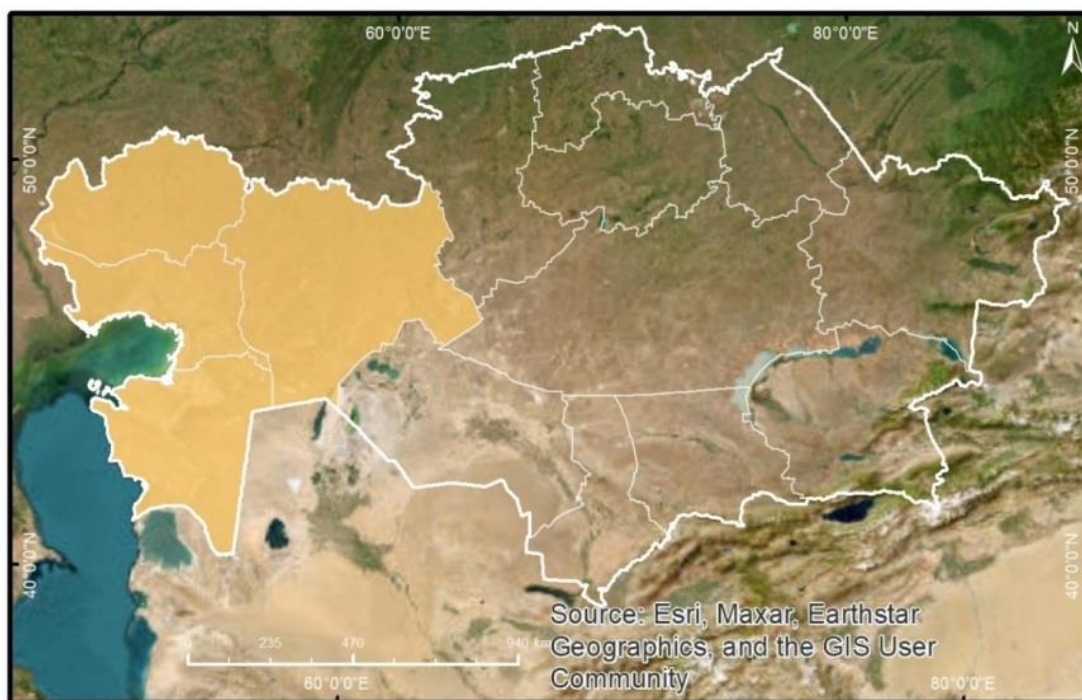 60°0'0"E
80°0'0"E
N
50°0'0"N
50°0'0"N
40°0'0"N
40°0'0"N
Source: Esri, Maxar, Earthstar
Geographics, and the GIS User
Community
0 235 470 940 km
60°0'0"E
80°0'0"E